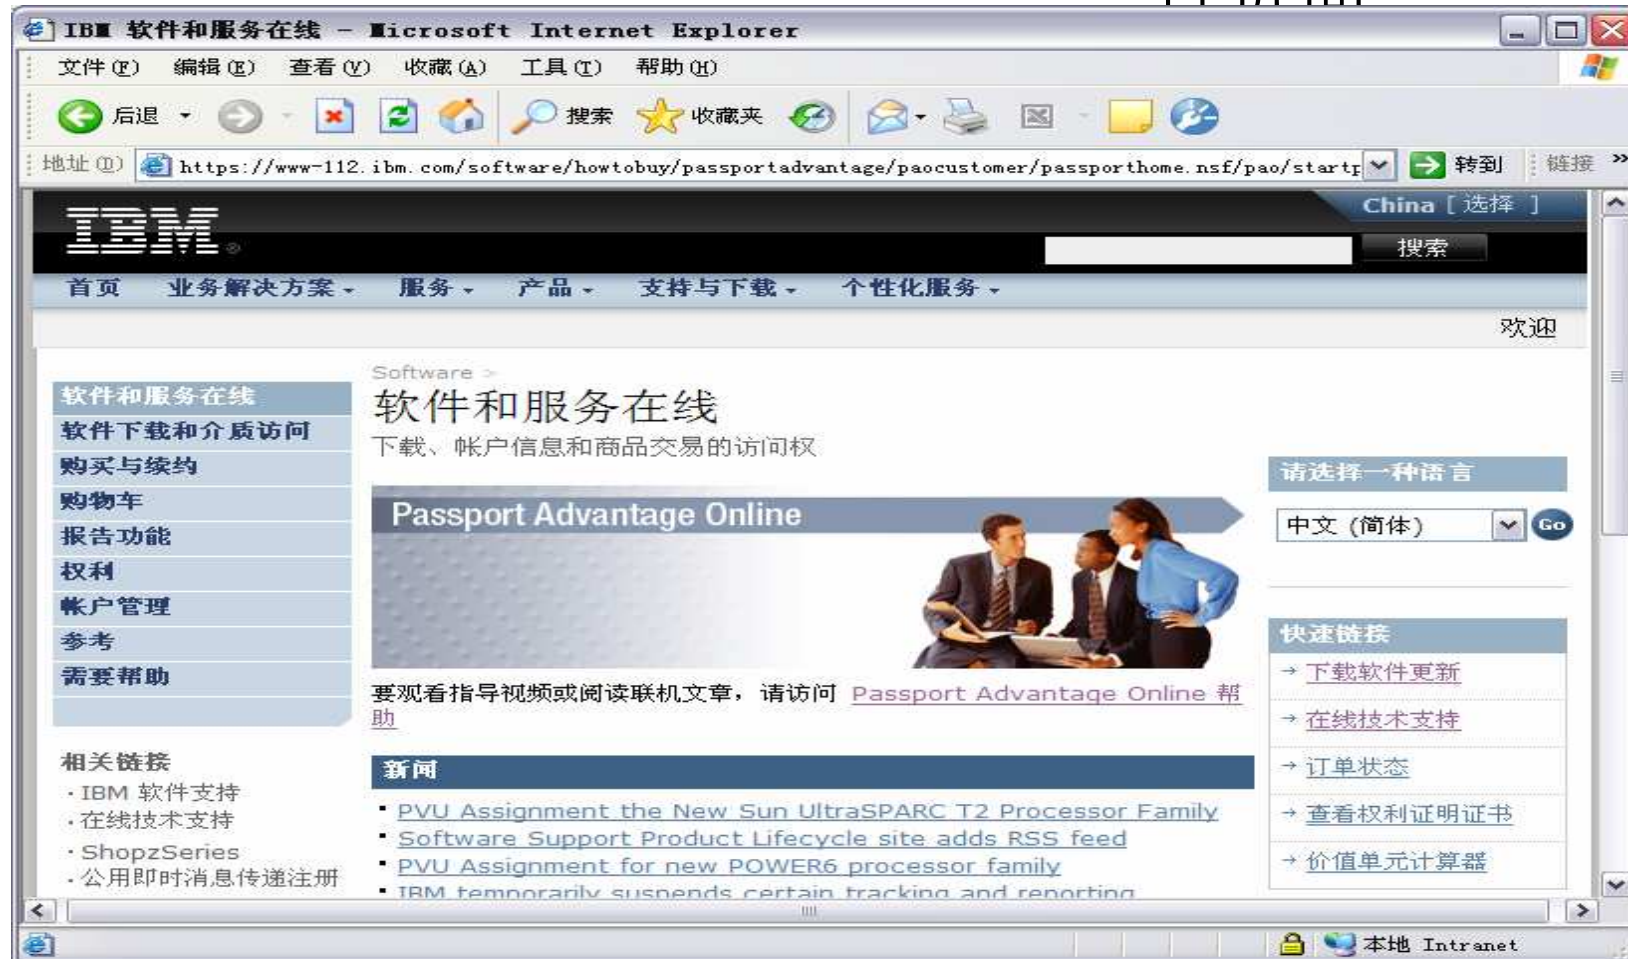 IBM 软件和服务在线 - Microsoft Internet Explorer
文件(F) 编辑(E) 查看(V) 收藏(A) 工具(T) 帮助(H)
后退 搜索 收藏夹
地址(D) https://www-112.ibm.com/software/howtobuy/passportadvantage/paocustomer/passporthome.nsf/pao/startp 转到 链接 »
IBM® China [ 选择 ]
搜索
首页 业务解决方案 服务 产品 支持与下载 个性化服务
欢迎
软件和服务在线
软件下载和介质访问
购买与续约
购物车
报告功能
权利
帐户管理
参考
需要帮助
相关链接
· IBM 软件支持
· 在线技术支持
· ShopzSeries
· 公用即时消息传递注册
Software >
软件和服务在线
下载、帐户信息和商品交易的访问权
Passport Advantage Online
要观看指导视频或阅读联机文章，请访问 Passport Advantage Online 帮
助
新闻
PVU Assignment the New Sun UltraSPARC T2 Processor Family
Software Support Product Lifecycle site adds RSS feed
PVU Assignment for new POWER6 processor family
IBM temporarily suspends certain tracking and reporting
请选择一种语言
中文 (简体) Go
快速链接
→ 下载软件更新
→ 在线技术支持
→ 订单状态
→ 查看权利证明证书
→ 价值单元计算器
本地 Intranet